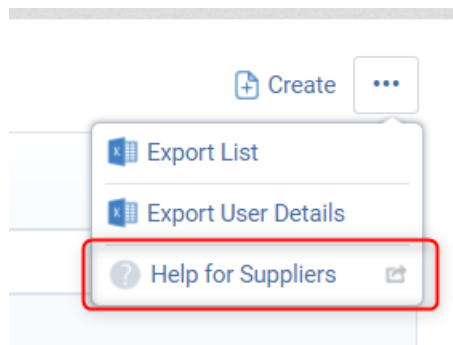 Create
Export List
Export User Details
Help for Suppliers